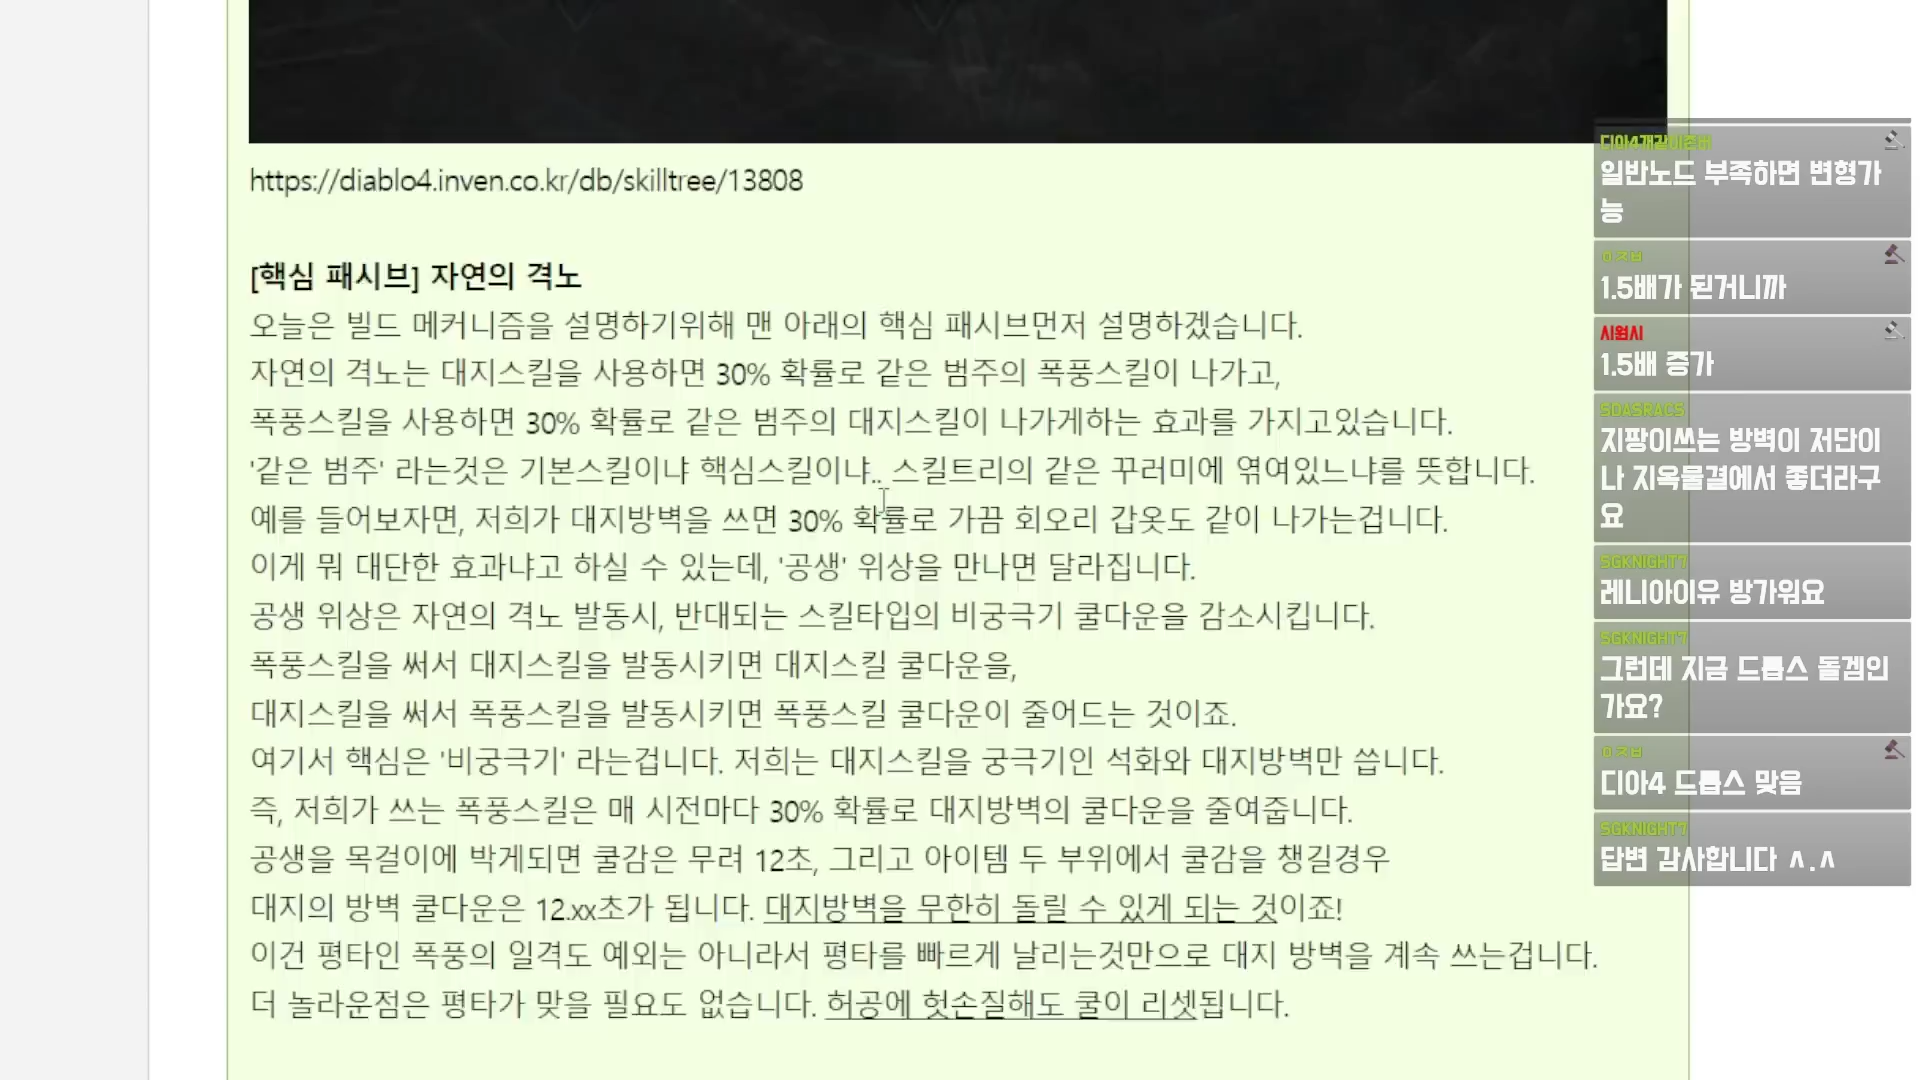 https://diablo4.inven.co.kr/db/skilltree/13808
[핵심 패시브] 자연의 격노
오늘은 빌드 메커니즘을 설명하기위해 맨 아래의 핵심 패시브먼저 설명하겠습니다.
자연의 격노는 대지스킬을 사용하면 30% 확률로 같은 범주의 폭풍스킬이 나가고,
폭풍스킬을 사용하면 30% 확률로 같은 범주의 대지스킬이 나가게하는 효과를 가지고있습니다.
'같은 범주' 라는것은 기본스킬이냐 핵심스킬이냐.. 스킬트리의 같은 꾸러미에 엮여있느냐를 뜻합니다.
예를 들어보자면, 저희가 대지방벽을 쓰면 30% 확률로 가끔 회오리 갑옷도 같이 나가는겁니다.
이게 뭐 대단한 효과냐고 하실 수 있는데, '공생' 위상을 만나면 달라집니다.
공생 위상은 자연의 격노 발동시, 반대되는 스킬타입의 비궁극기 쿨다운을 감소시킵니다.
폭풍스킬을 써서 대지스킬을 발동시키면 대지스킬 쿨다운을,
대지스킬을 써서 폭풍스킬을 발동시키면 폭풍스킬 쿨다운이 줄어드는 것이죠.
여기서 핵심은 '비궁극기' 라는겁니다. 저희는 대지스킬을 궁극기인 석화와 대지방벽만 씁니다.
즉, 저희가 쓰는 폭풍스킬은 매 시전마다 30% 확률로 대지방벽의 쿨다운을 줄여줍니다.
공생을 목걸이에 박게되면 쿨감은 무려 12초, 그리고 아이템 두 부위에서 쿨감을 챙길경우
대지의 방벽 쿨다운은 12.xx초가 됩니다. 대지방벽을 무한히 돌릴 수 있게 되는 것이죠!
이건 평타인 폭풍의 일격도 예외는 아니라서 평타를 빠르게 날리는것만으로 대지 방벽을 계속 쓰는겁니다.
더 놀라운점은 평타가 맞을 필요도 없습니다. 허공에 헛손질해도 쿨이 리셋됩니다.
일반노드 부족하면 변형가
능
1.5배가 된거니까
시원시
1.5배 증가
SDASRACS
지팡이쓰는 방벽이 저단이
나 지옥물결에서 좋더라구
요
SGKNIGHT7
레니아이유 방가워요
SGKNIGHT7
그런데 지금 드롭스 돌겜인
가요?
디아4 드롭스 맞음
SGKNIGHT7
답변 감사합니다 ㅅ.ㅅ